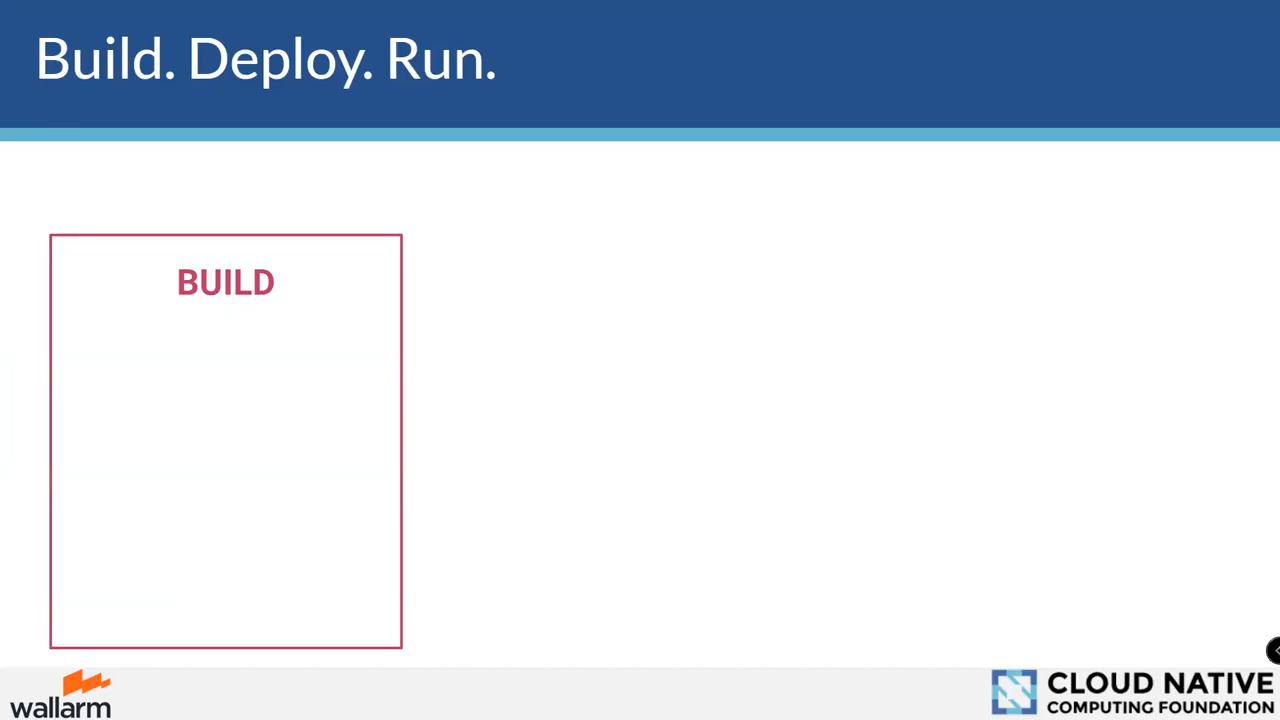 Build. Deploy. Run.
BUILD
wallarm
CLOUD NATIVE
COMPUTING FOUNDATION